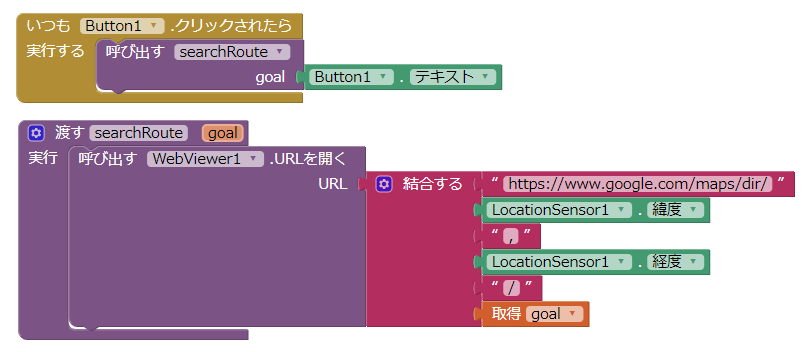 いつも Button1 .クリックされたら
実行する 呼び出す searchRoute
goal Button1 . テキスト
渡す searchRoute goal
実行 呼び出す WebViewer1 .URLを開く
URL 結合する “ https://www.google.com/maps/dir/ ”
LocationSensor1 . 緯度
“ , ”
LocationSensor1 . 経度
“ / ”
取得 goal